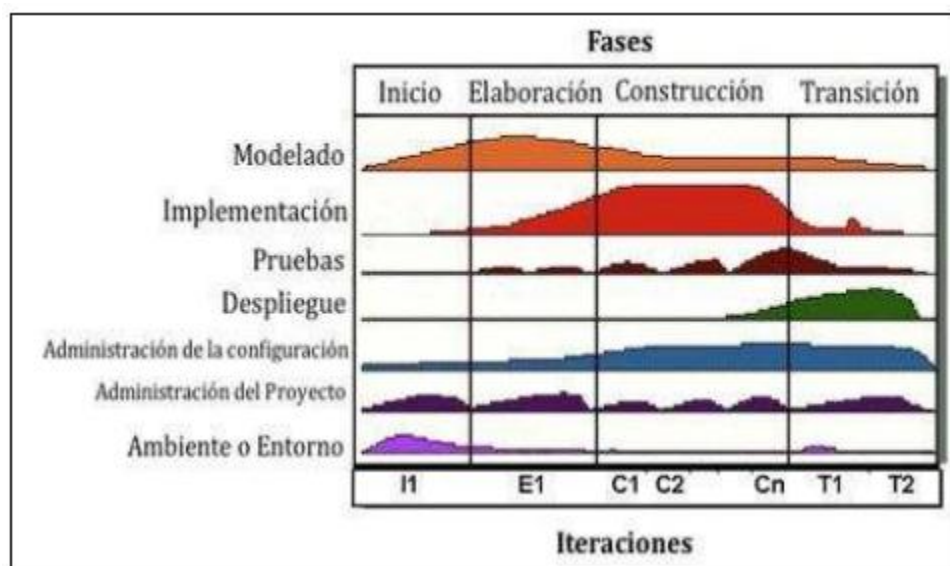 Fases
Inicio Elaboración Construcción Transición
Modelado
Implementación
Pruebas
Despliegue
Administración de la configuración
Administración del Proyecto
Ambiente o Entorno
I1 E1 C1 C2 Cn T1 T2
Iteraciones